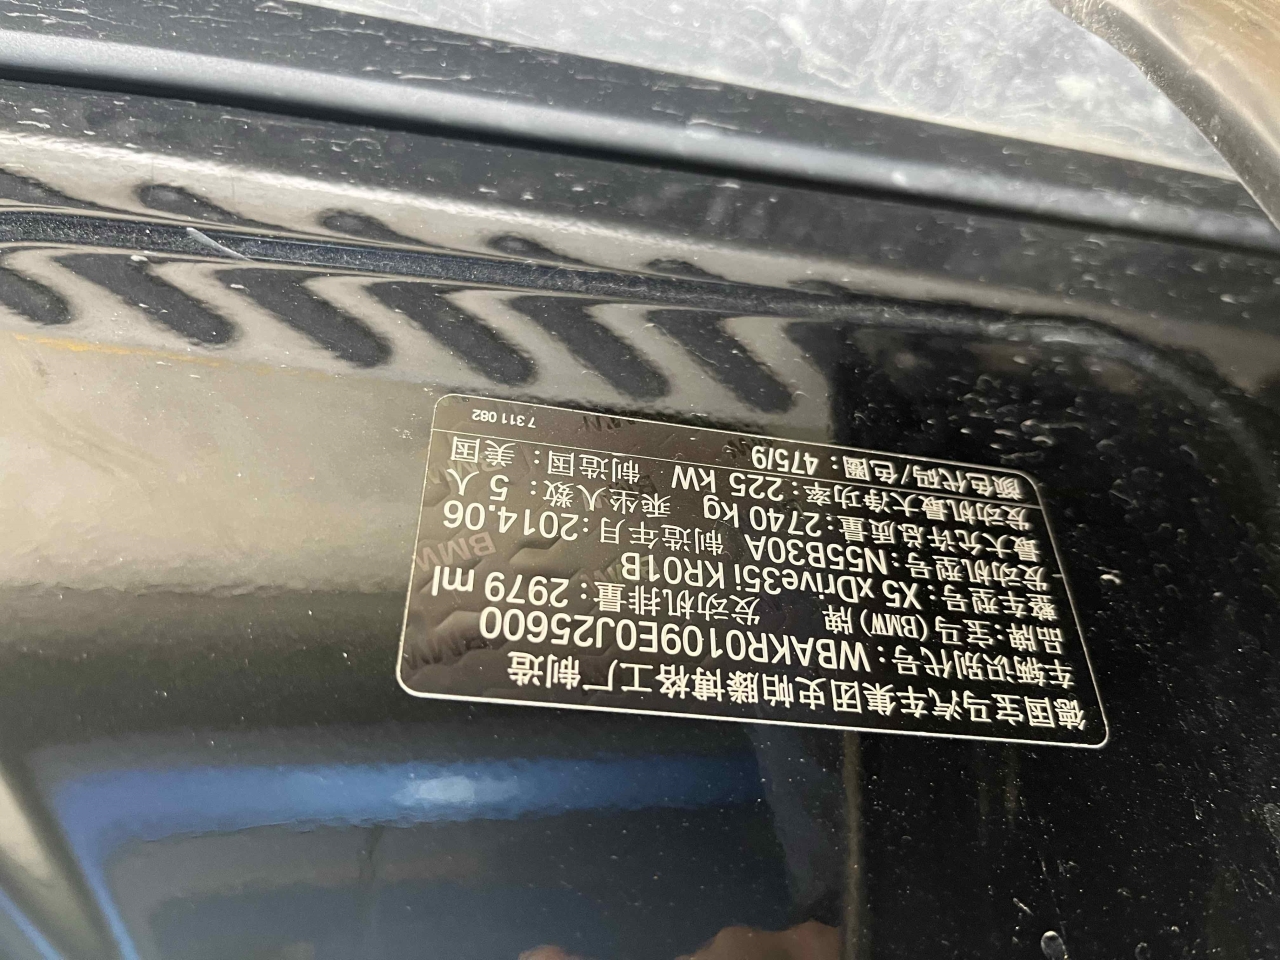 德国宝马汽车集团史帕滕博格工厂制造
车辆识别代号: WBAKR0109E0J25600
品牌: 宝马 (BMW) 牌 发动机排量: 2979 ml
整车型号: X5 xDrive35i KR01B
发动机型号: N55B30A 制造年月: 2014.06
最大允许总质量: 2740 kg 乘坐人数: 5 人
发动机最大净功率: 225 kW 制造国: 美国
颜色代码/色圈: 475/9
7 311 082